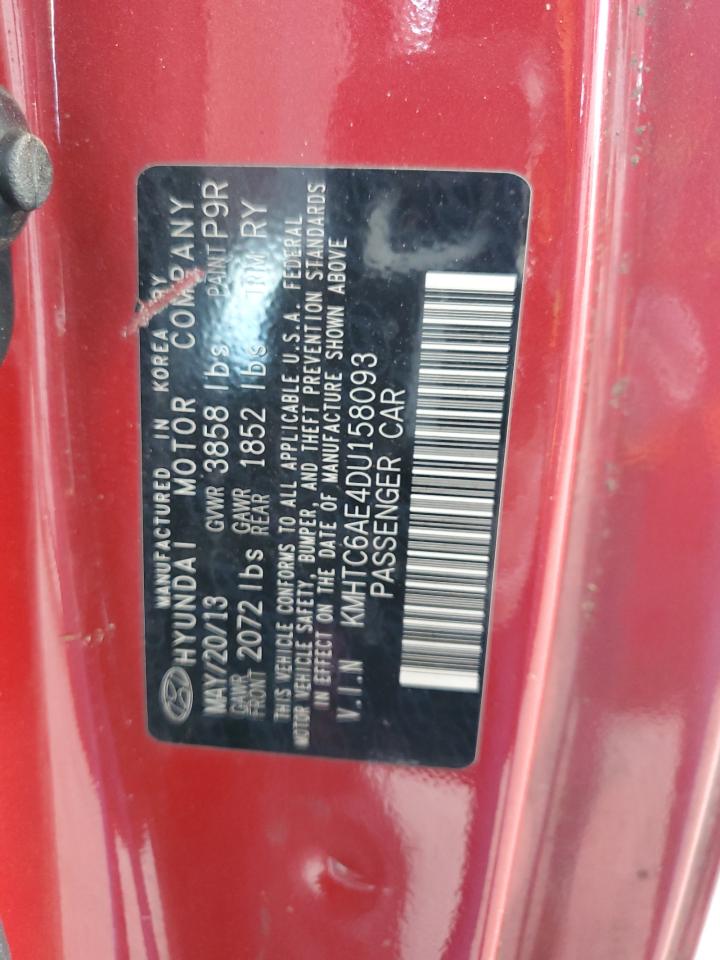 MANUFACTURED IN KOREA BY
HYUNDAI MOTOR COMPANY
MAY/20/13 GVWR 3858 lbs PAINT P9R
GAWR FRONT 2072 lbs GAWR REAR 1852 lbs TRM RY
THIS VEHICLE CONFORMS TO ALL APPLICABLE U.S.A. FEDERAL
MOTOR VEHICLE SAFETY, BUMPER, AND THEFT PREVENTION STANDARDS
IN EFFECT ON THE DATE OF MANUFACTURE SHOWN ABOVE
V.I.N KMHTC6AE4DU158093
PASSENGER CAR